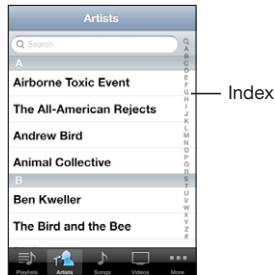 Artists
Search
A
Airborne Toxic Event
The All-American Rejects
Andrew Bird
Animal Collective
B
Ben Kweller
The Bird and the Bee
A
B
C
D
E
F
G
H
I
J
K
L
M
N
O
P
Q
R
S
T
U
V
W
X
Y
Z
#
Index
Playlists Artists Songs Videos More